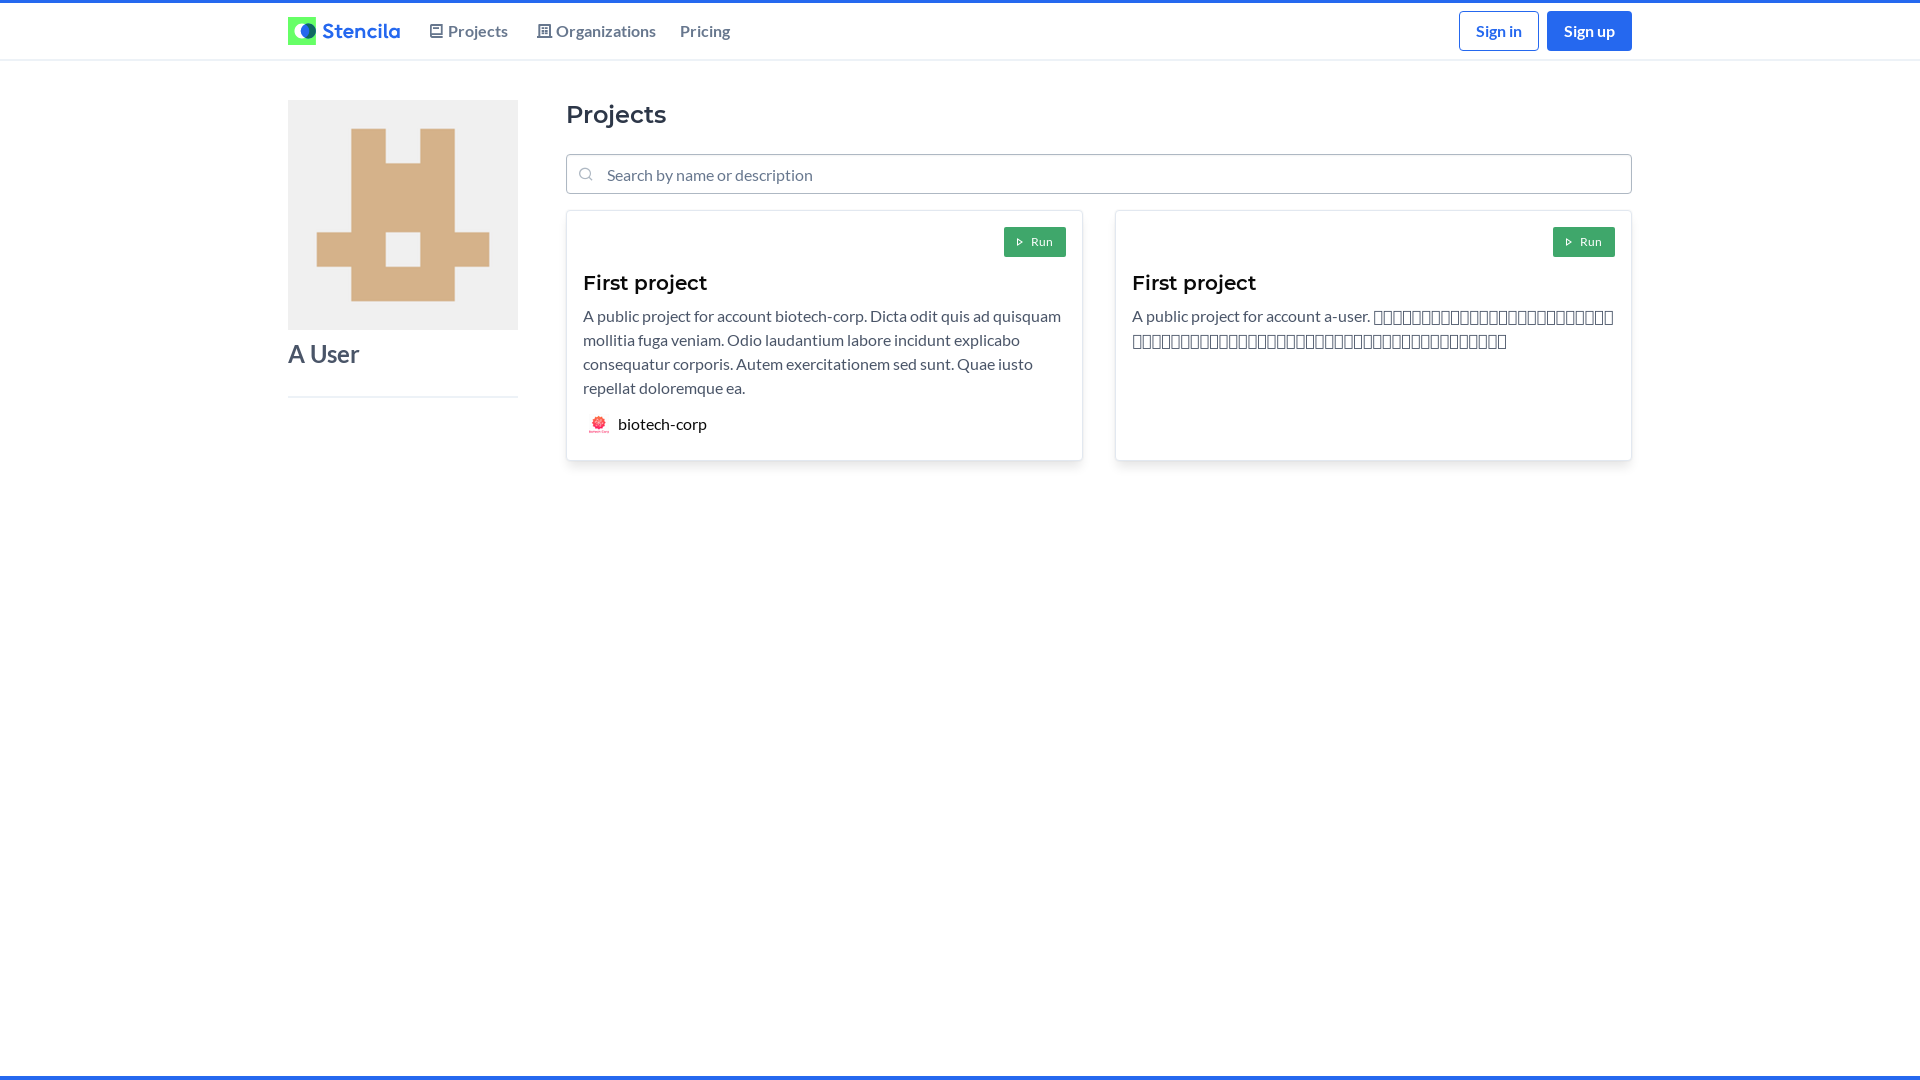 Stencila
Projects
Organizations
Pricing
Sign in
Sign up
A User
Projects
Search by name or description
Run
First project
A public project for account biotech-corp. Dicta odit quis ad quisquam
mollitia fuga veniam. Odio laudantium labore incidunt explicabo
consequatur corporis. Autem exercitationem sed sunt. Quae iusto
repellat doloremque ea.
biotech-corp
Run
First project
A public project for account a-user.